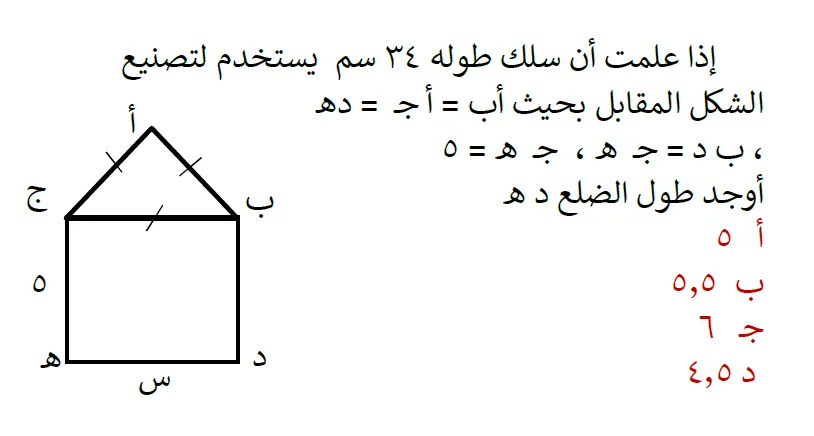 إذا علمت أن سلك طوله ٣٤ سم يستخدم لتصنيع
الشكل المقابل بحيث أب = أ جـ = دهـ
، ب د = جـ هـ ، جـ هـ = ٥
أوجد طول الضلع د هـ
أ ٥
ب ٥,٥
جـ ٦
د ٤,٥
أ
ج
ب
٥
هـ
د
س